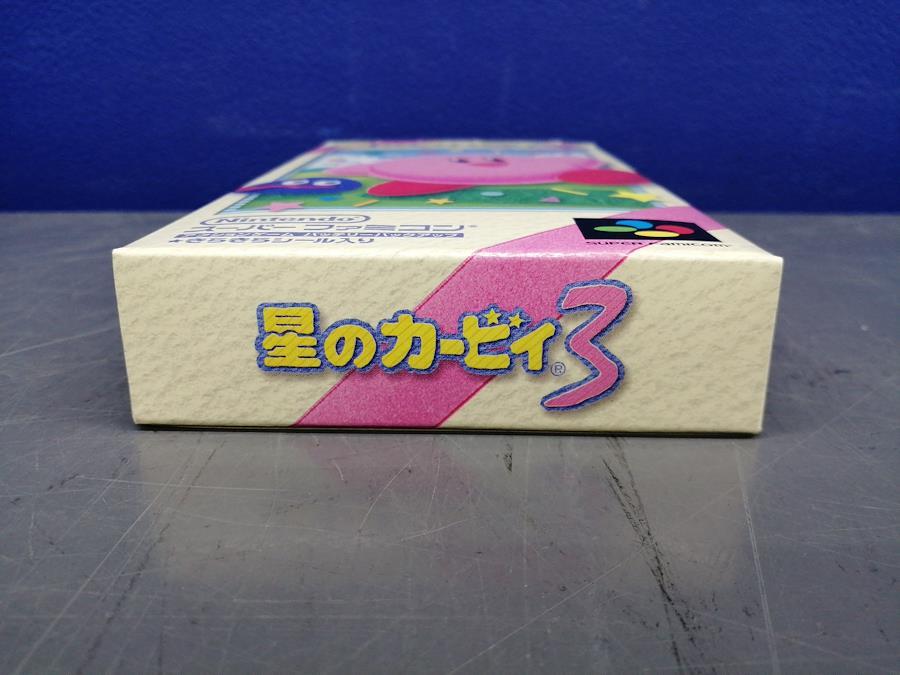 Nintendo
スーパーファミコン®
★きらきらシール入り
SUPER Famicom
星のカービィ3
®